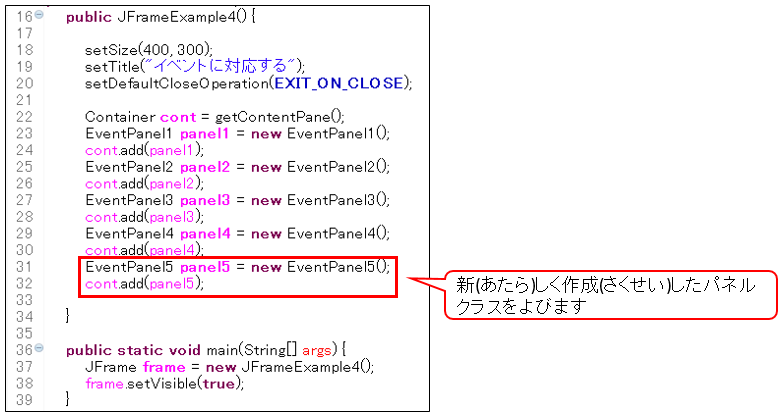 16 public JFrameExample4() {
17
18 setSize(400, 300);
19 setTitle("イベントに対応する");
20 setDefaultCloseOperation(EXIT_ON_CLOSE);
21
22 Container cont = getContentPane();
23 EventPanel1 panel1 = new EventPanel1();
24 cont.add(panel1);
25 EventPanel2 panel2 = new EventPanel2();
26 cont.add(panel2);
27 EventPanel3 panel3 = new EventPanel3();
28 cont.add(panel3);
29 EventPanel4 panel4 = new EventPanel4();
30 cont.add(panel4);
31 EventPanel5 panel5 = new EventPanel5();
32 cont.add(panel5);
33
34 }
35
36 public static void main(String[] args) {
37 JFrame frame = new JFrameExample4();
38 frame.setVisible(true);
39 }
新(あたら)しく作成(さくせい)したパネル
クラスをよびます